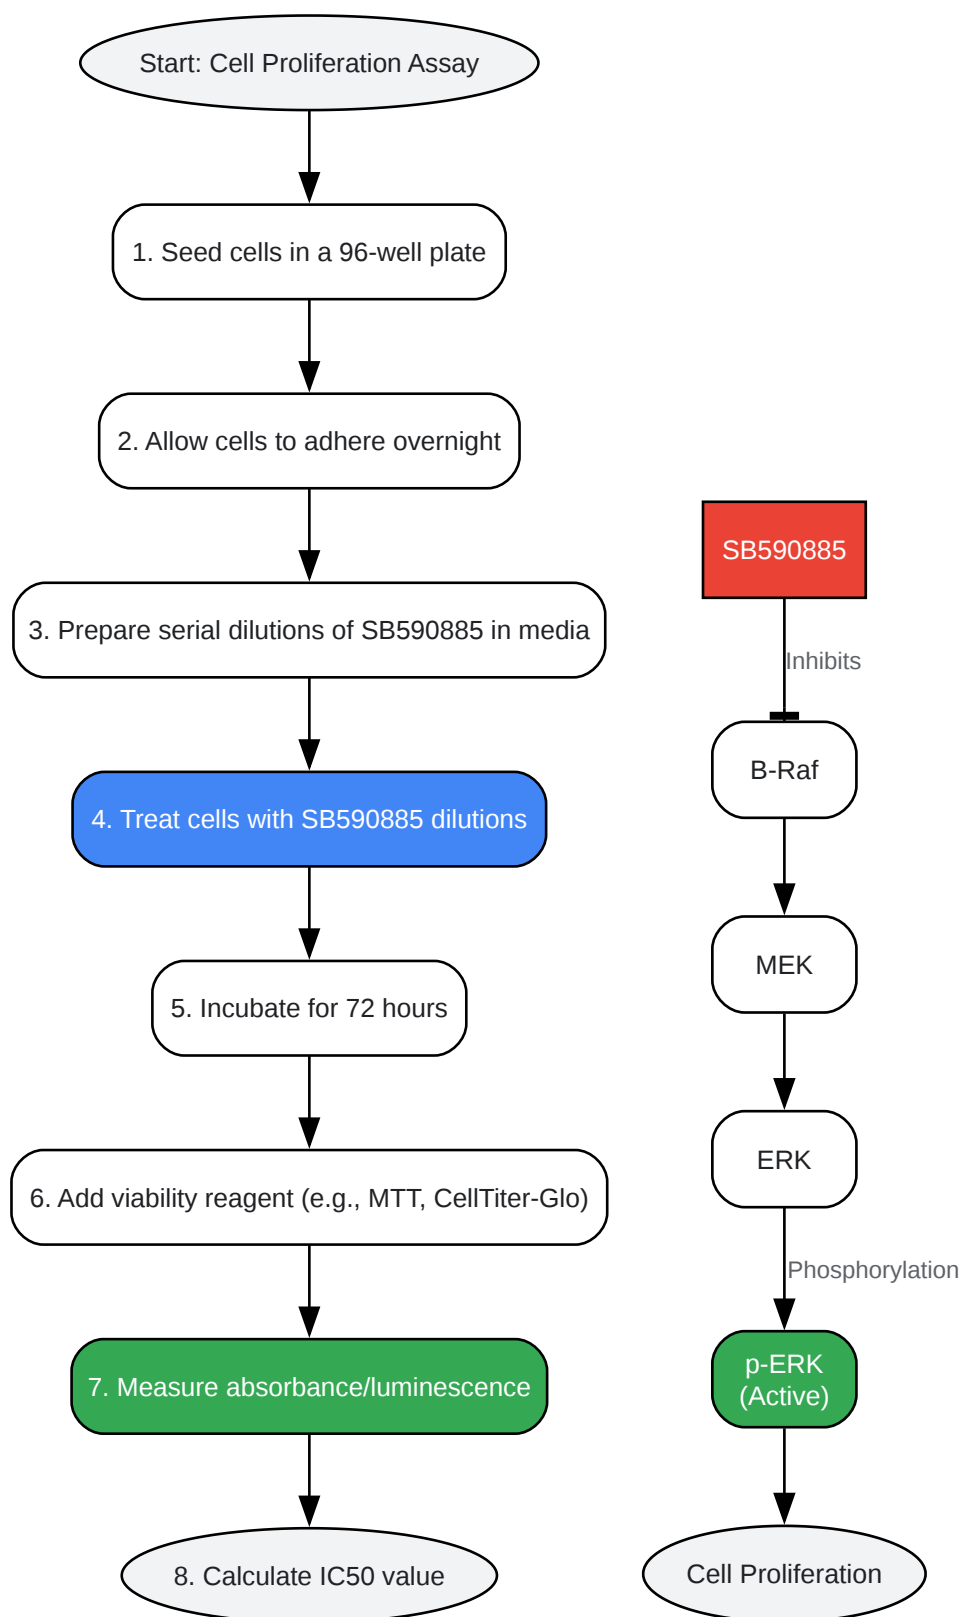 Start: Cell Proliferation Assay
1. Seed cells in a 96-well plate
2. Allow cells to adhere overnight
3. Prepare serial dilutions of SB590885 in media
4. Treat cells with SB590885 dilutions
5. Incubate for 72 hours
6. Add viability reagent (e.g., MTT, CellTiter-Glo)
7. Measure absorbance/luminescence
8. Calculate IC50 value
SB590885
Inhibits
B-Raf
MEK
ERK
Phosphorylation
p-ERK
(Active)
Cell Proliferation